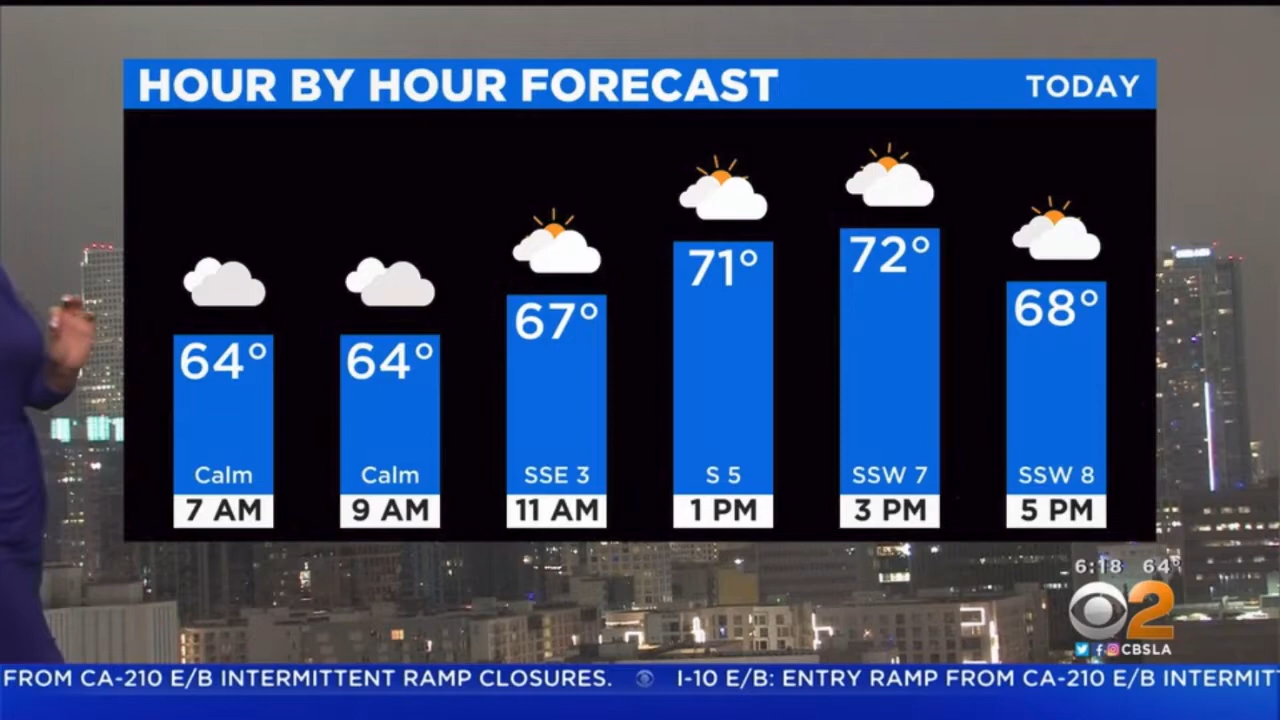 HOUR BY HOUR FORECAST TODAY
64° 64° 67° 71° 72° 68°
Calm Calm SSE 3 S 5 SSW 7 SSW 8
7 AM 9 AM 11 AM 1 PM 3 PM 5 PM
6:18 64°
2
CBSLA
FROM CA-210 E/B INTERMITTENT RAMP CLOSURES. I-10 E/B: ENTRY RAMP FROM CA-210 E/B INTERMIT